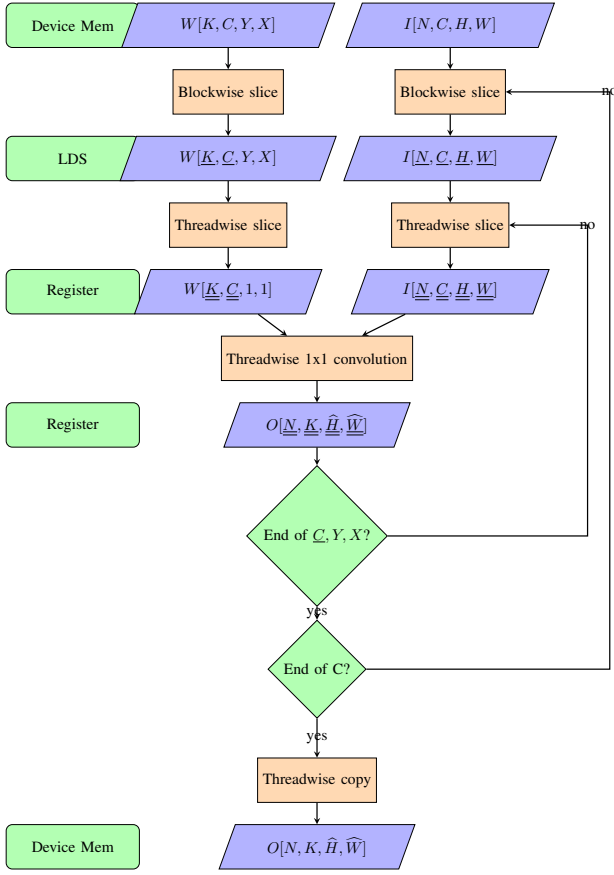 Device Mem W[K, C, Y, X] I[N, C, H, W]
Blockwise slice Blockwise slice no
LDS W[K̲, C̲, Y, X] I[N̲, C̲, H̲, W̲]
Threadwise slice Threadwise slice no
Register W[K̳, C̳, 1, 1] I[N̳, C̳, H̳, W̳]
Threadwise 1x1 convolution
Register O[N̳, K̳, Ĥ̳, Ŵ̳]
End of C̲, Y, X?
yes
End of C?
yes
Threadwise copy
Device Mem O[N, K, Ĥ, Ŵ]